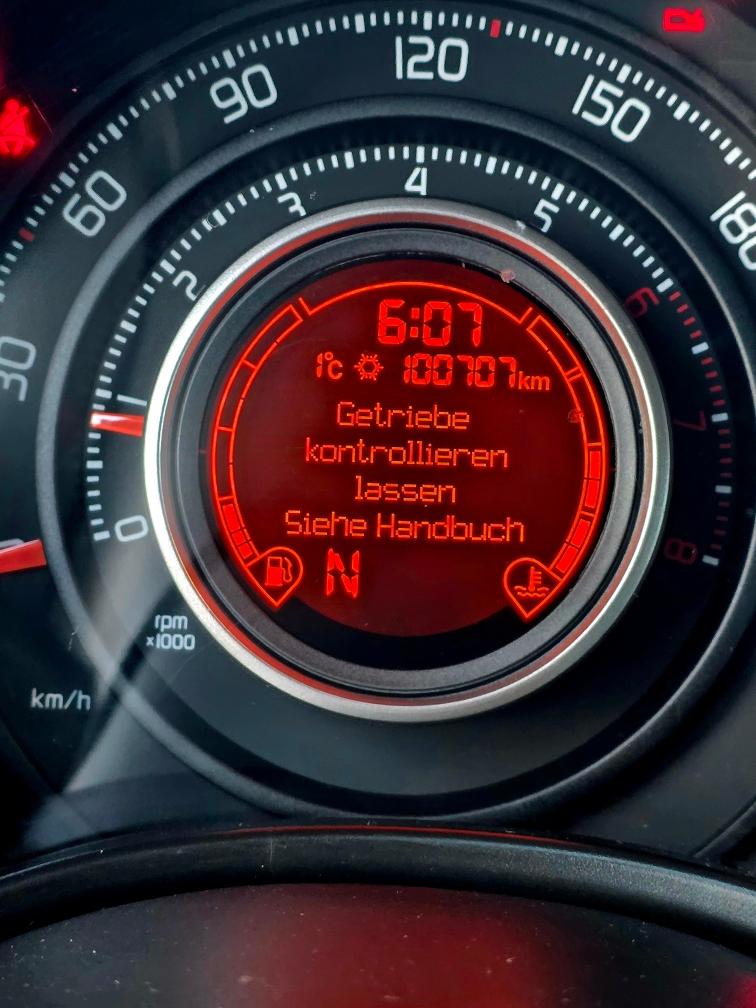 120
90
150
60
180
30
4
3
5
2
6
1
7
0
8
6:07
1°C 100707km
Getriebe
kontrollieren
lassen
Siehe Handbuch
N
rpm
x1000
km/h